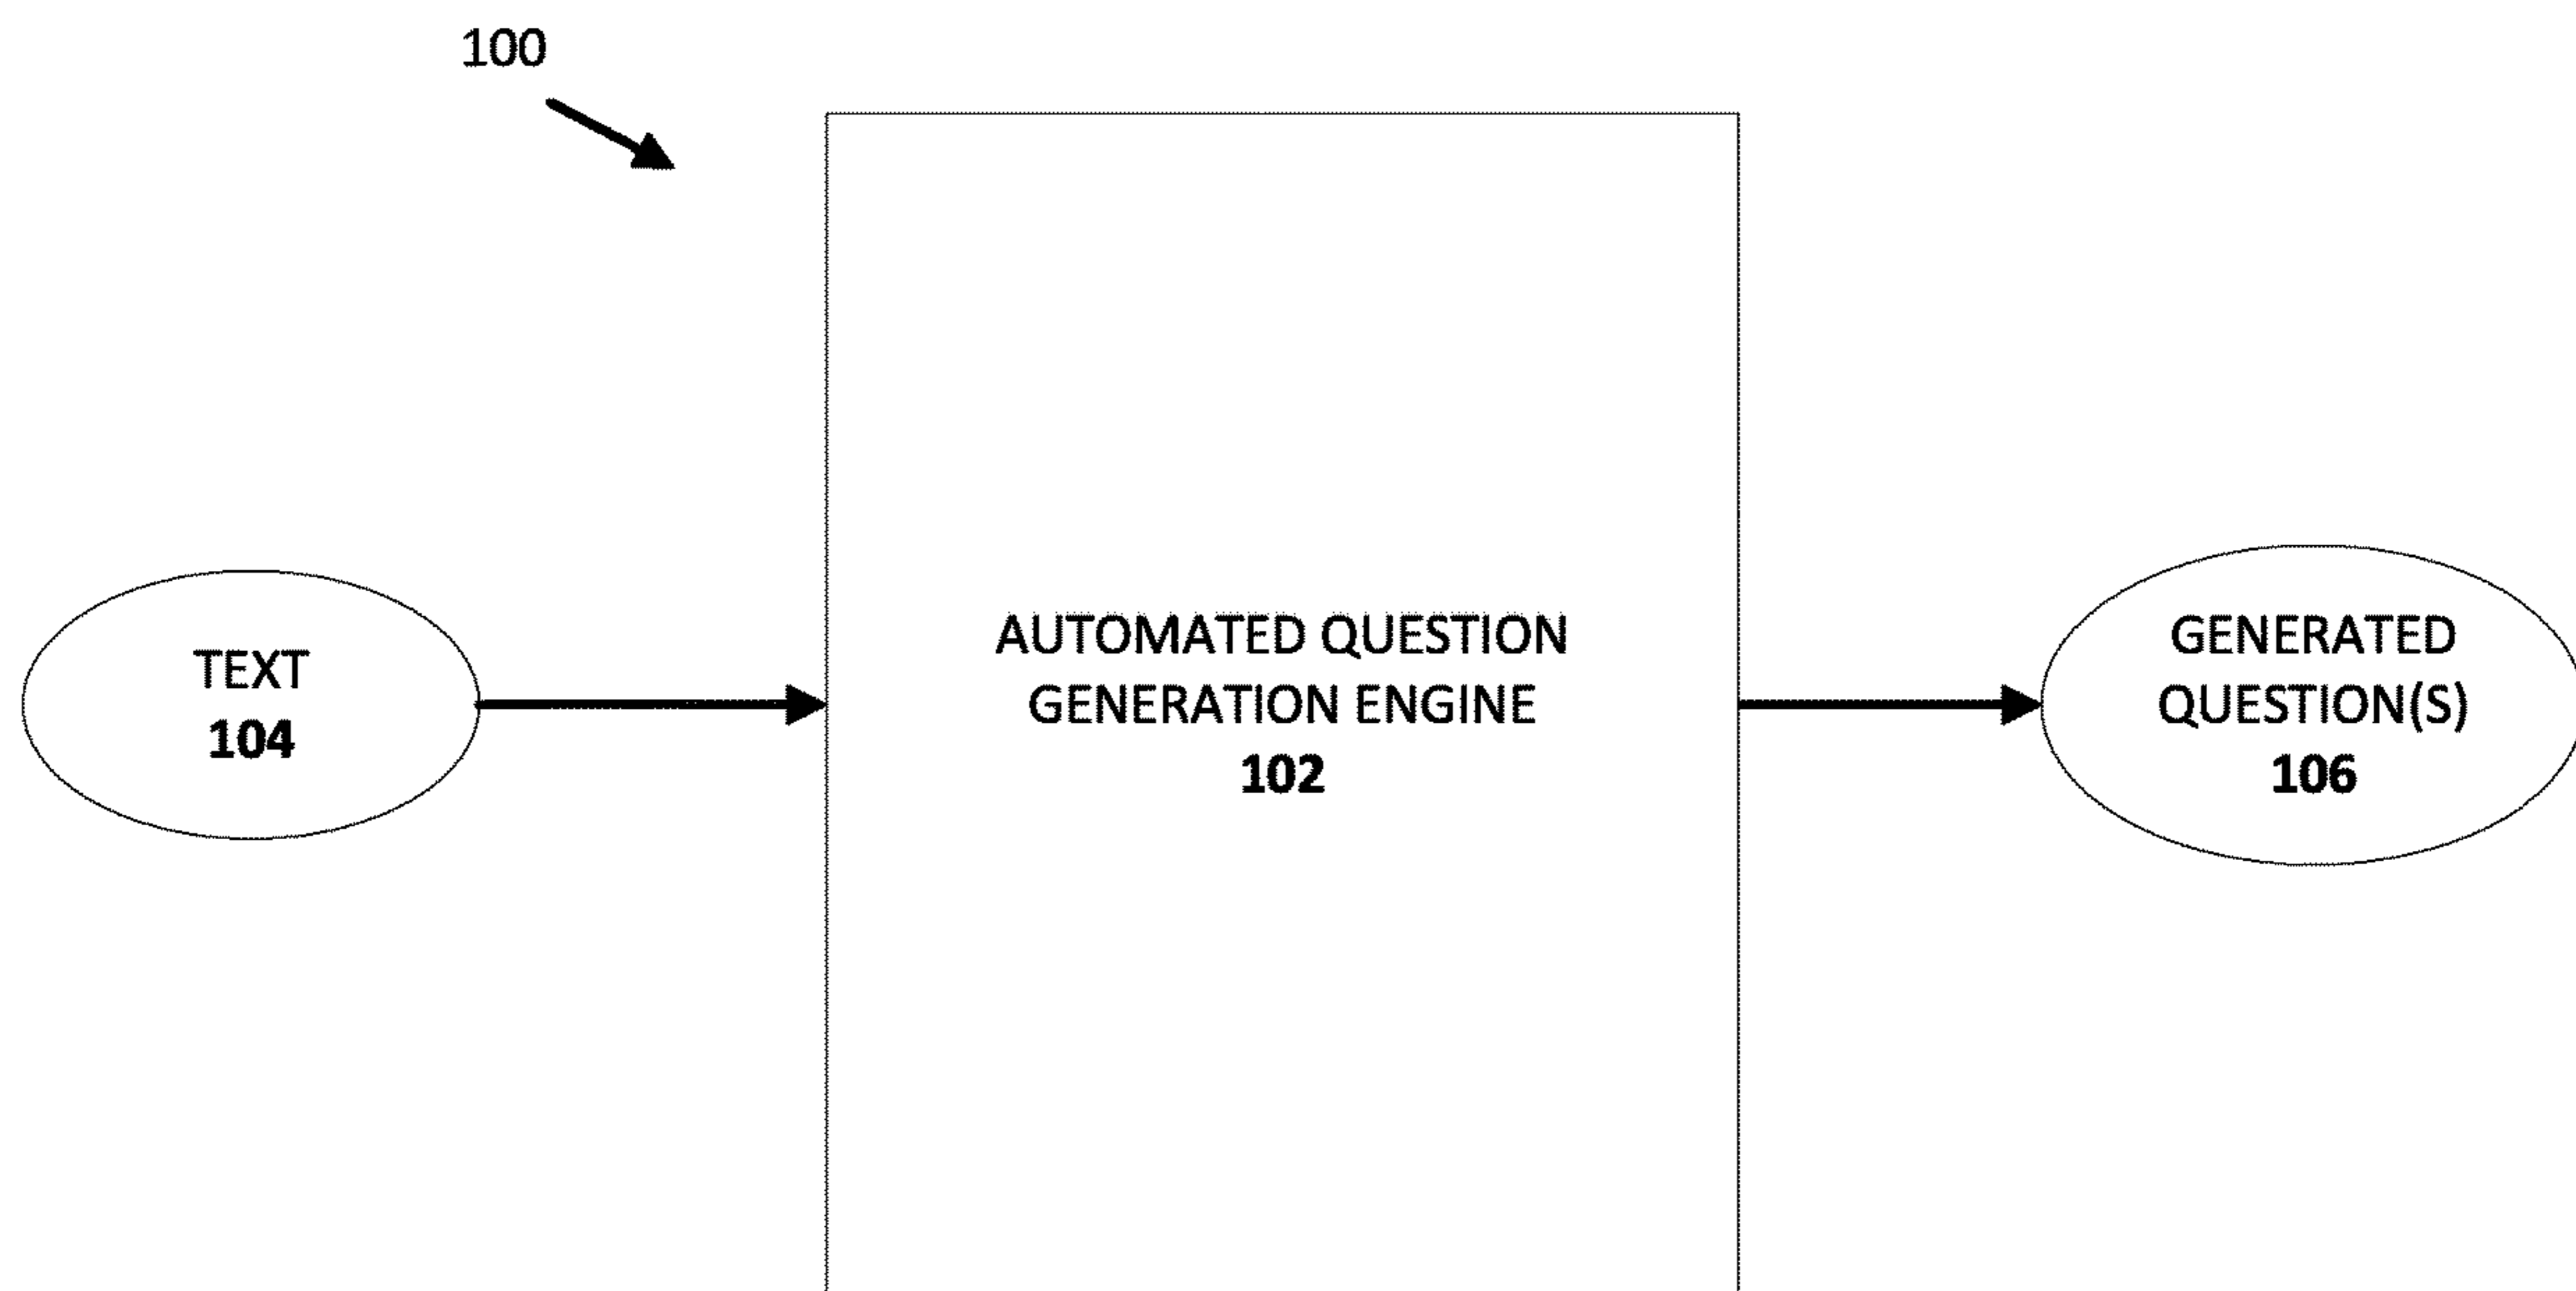 100
TEXT
104
AUTOMATED QUESTION
GENERATION ENGINE
102
GENERATED
QUESTION(S)
106